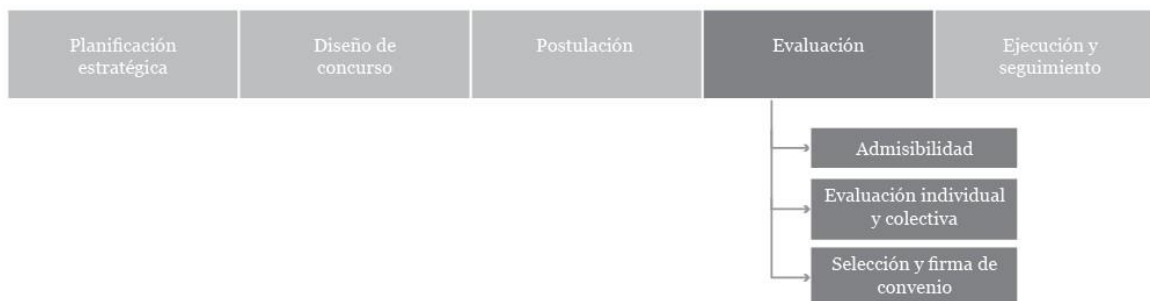 Planificación
estratégica
Diseño de
concurso
Postulación
Evaluación
Ejecución y
seguimiento
Admisibilidad
Evaluación individual
y colectiva
Selección y firma de
convenio